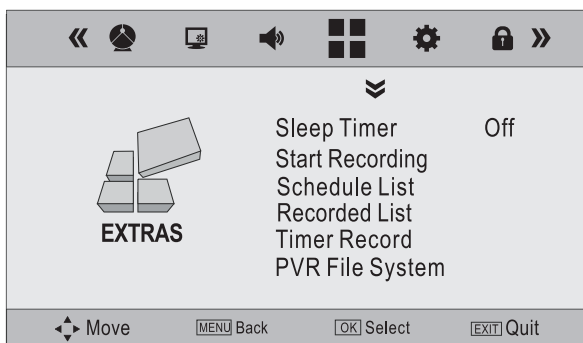 Sleep Timer Off
Start Recording
Schedule List
Recorded List
Timer Record
PVR File System
EXTRAS
Move MENU Back OK Select EXIT Quit